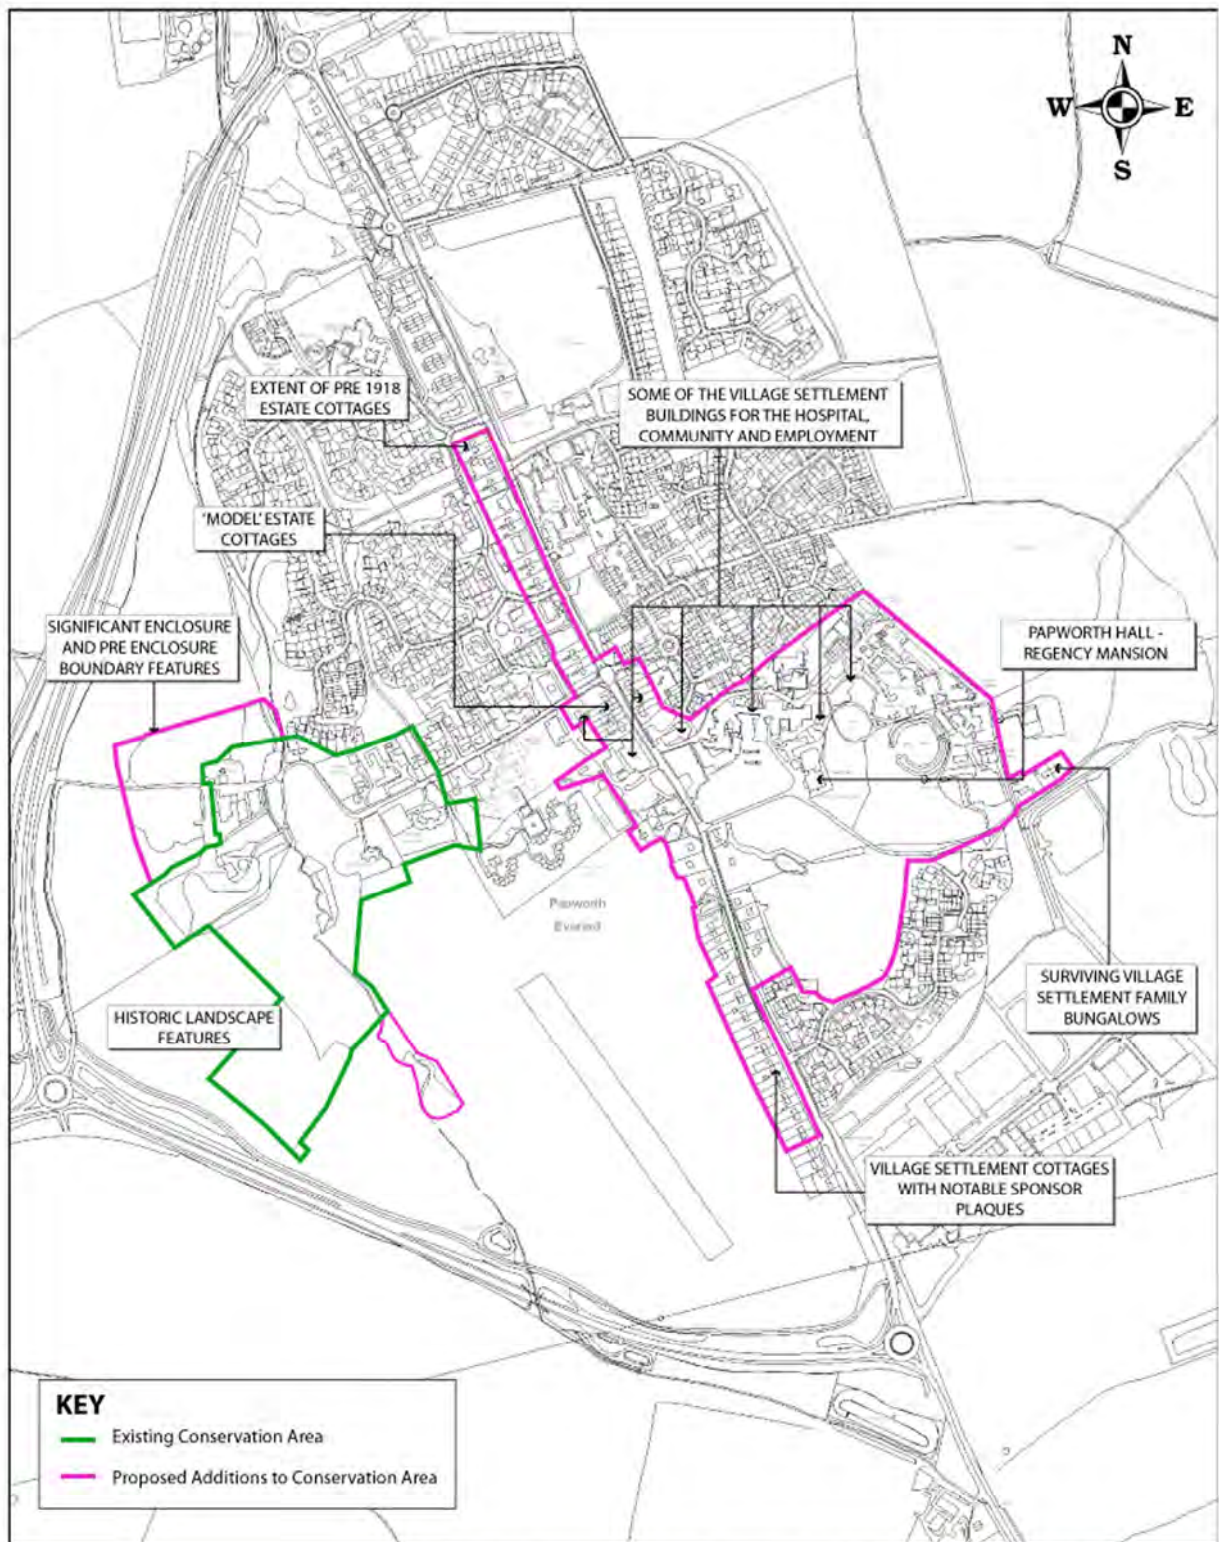 N
W E
S
EXTENT OF PRE 1918
ESTATE COTTAGES
SOME OF THE VILLAGE SETTLEMENT
BUILDINGS FOR THE HOSPITAL,
COMMUNITY AND EMPLOYMENT
'MODEL' ESTATE
COTTAGES
SIGNIFICANT ENCLOSURE
AND PRE ENCLOSURE
BOUNDARY FEATURES
PAPWORTH HALL -
REGENCY MANSION
Papworth
Everard
SURVIVING VILLAGE
SETTLEMENT FAMILY
BUNGALOWS
HISTORIC LANDSCAPE
FEATURES
VILLAGE SETTLEMENT COTTAGES
WITH NOTABLE SPONSOR
PLAQUES
KEY
Existing Conservation Area
Proposed Additions to Conservation Area